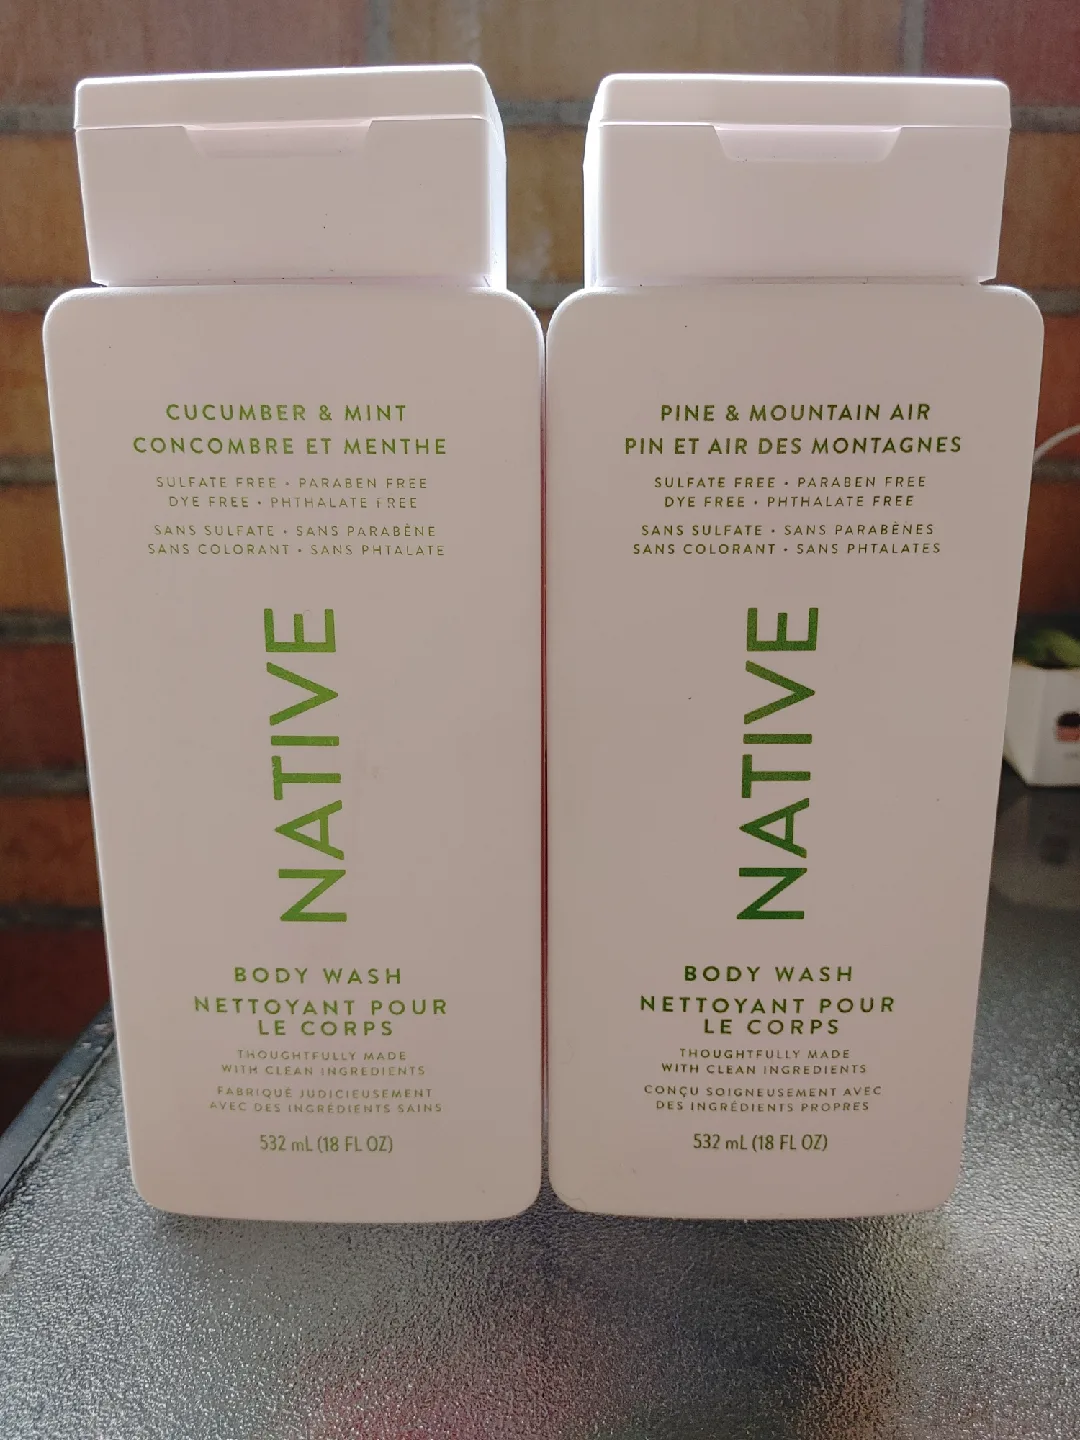 CUCUMBER & MINT
CONCOMBRE ET MENTHE
SULFATE FREE • PARABEN FREE
DYE FREE • PHTHALATE FREE
SANS SULFATE • SANS PARABÈNE
SANS COLORANT • SANS PHTALATE
NATIVE
BODY WASH
NETTOYANT POUR
LE CORPS
THOUGHTFULLY MADE
WITH CLEAN INGREDIENTS
FABRIQUÉ JUDICIEUSEMENT
AVEC DES INGRÉDIENTS SAINS
532 mL (18 FL OZ)
PINE & MOUNTAIN AIR
PIN ET AIR DES MONTAGNES
SULFATE FREE • PARABEN FREE
DYE FREE • PHTHALATE FREE
SANS SULFATE • SANS PARABÈNES
SANS COLORANT • SANS PHTALATES
NATIVE
BODY WASH
NETTOYANT POUR
LE CORPS
THOUGHTFULLY MADE
WITH CLEAN INGREDIENTS
CONÇU SOIGNEUSEMENT AVEC
DES INGRÉDIENTS PROPRES
532 mL (18 FL OZ)